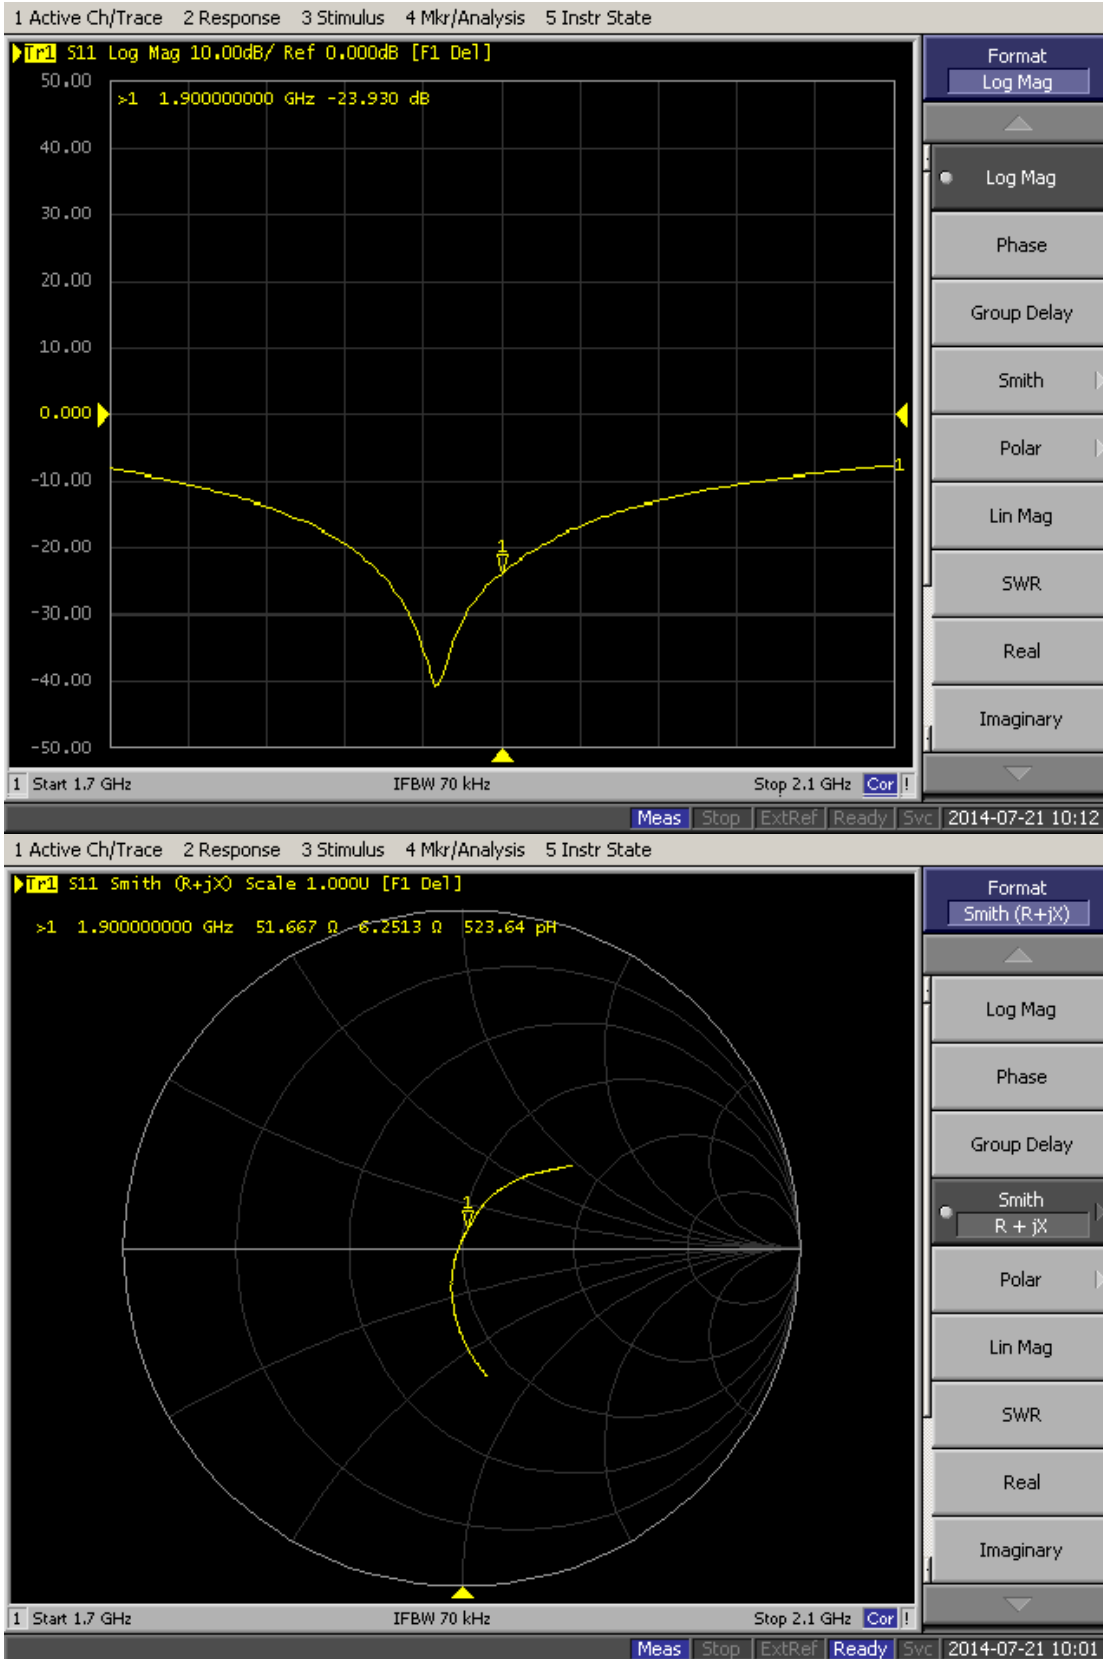 1 Active Ch/Trace 2 Response 3 Stimulus 4 Mkr/Analysis 5 Instr State
Tr1 S11 Log Mag 10.00dB/ Ref 0.000dB [F1 Del]
50.00
>1 1.900000000 GHz -23.930 dB
40.00
30.00
20.00
10.00
0.000
-10.00
1
-20.00
1
-30.00
-40.00
-50.00
1 Start 1.7 GHz IFBW 70 kHz Stop 2.1 GHz Cor !
Format
Log Mag
Log Mag
Phase
Group Delay
Smith
Polar
Lin Mag
SWR
Real
Imaginary
Meas Stop ExtRef Ready Svc 2014-07-21 10:12
1 Active Ch/Trace 2 Response 3 Stimulus 4 Mkr/Analysis 5 Instr State
Tr1 S11 Smith (R+jX) Scale 1.000U [F1 Del]
>1 1.900000000 GHz 51.667 Ω 6.2513 Ω 523.64 pH
1
1 Start 1.7 GHz IFBW 70 kHz Stop 2.1 GHz Cor !
Format
Smith (R+jX)
Log Mag
Phase
Group Delay
Smith
R + jX
Polar
Lin Mag
SWR
Real
Imaginary
Meas Stop ExtRef Ready Svc 2014-07-21 10:01